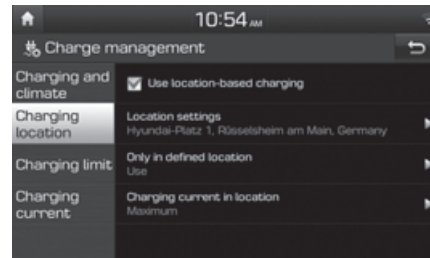 10:54 AM
Charge management
Charging and
climate
Use location-based charging
Charging
location
Location settings
Hyundai-Platz 1, Rüsselsheim am Main, Germany
Charging limit
Only in defined location
Use
Charging
current
Charging current in location
Maximum